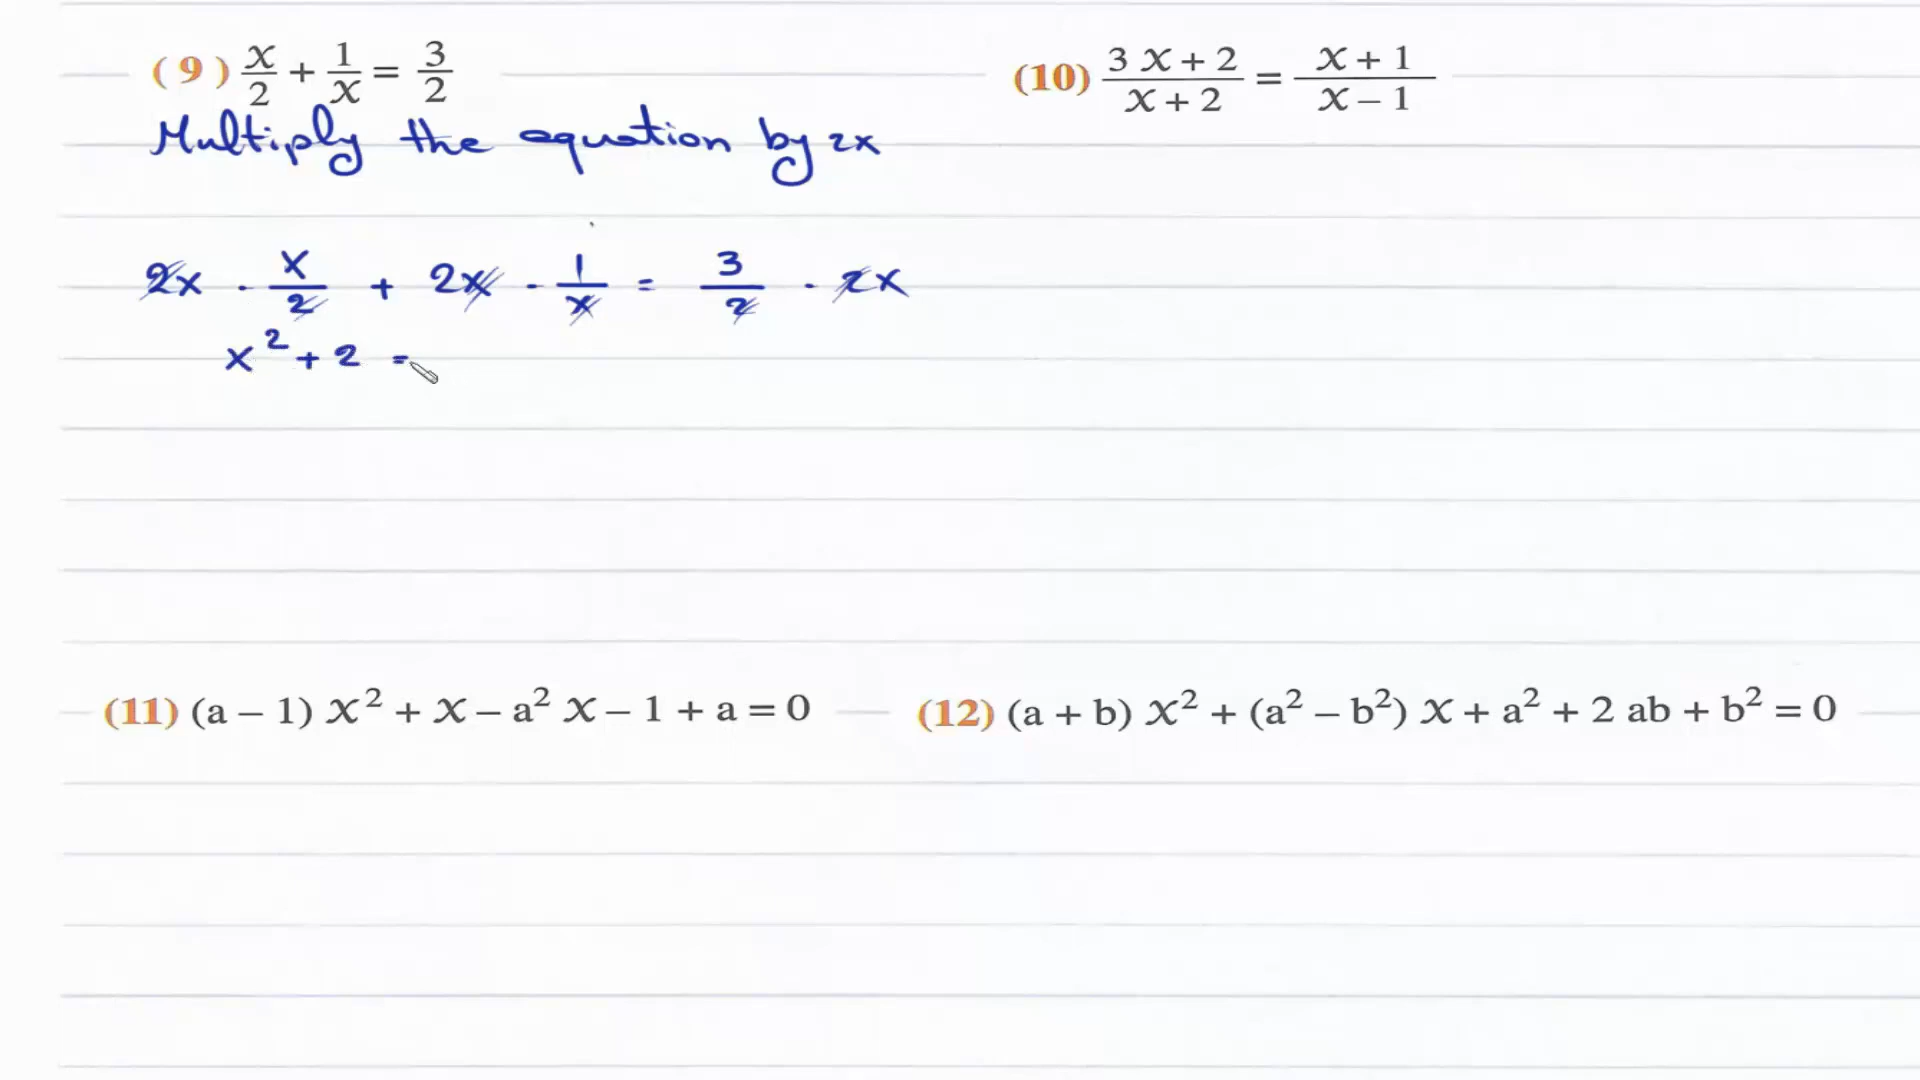 ( 9 ) x/2 + 1/x = 3/2
Multiply the equation by 2x
2x · x/2 + 2x · 1/x = 3/2 · 2x
x² + 2 =
(10) 3 x + 2/x + 2 = x + 1/x − 1
(11) (a − 1) x² + x − a² x − 1 + a = 0
(12) (a + b) x² + (a² − b²) x + a² + 2 ab + b² = 0